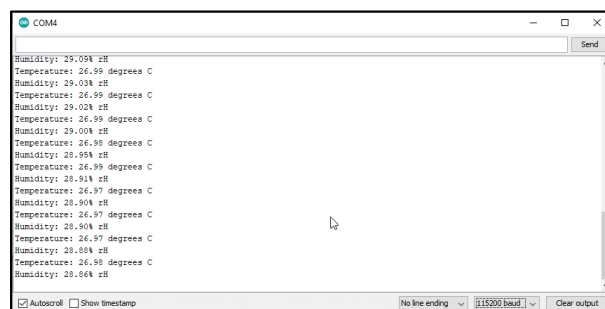 COM4
Send
Humidity: 29.09% rH
Temperature: 26.99 degrees C
Humidity: 29.03% rH
Temperature: 26.99 degrees C
Humidity: 29.02% rH
Temperature: 26.99 degrees C
Humidity: 29.00% rH
Temperature: 26.98 degrees C
Humidity: 28.95% rH
Temperature: 26.99 degrees C
Humidity: 28.91% rH
Temperature: 26.97 degrees C
Humidity: 28.90% rH
Temperature: 26.97 degrees C
Humidity: 28.90% rH
Temperature: 26.97 degrees C
Humidity: 28.88% rH
Temperature: 26.98 degrees C
Humidity: 28.86% rH
Autoscroll Show timestamp No line ending 115200 baud Clear output